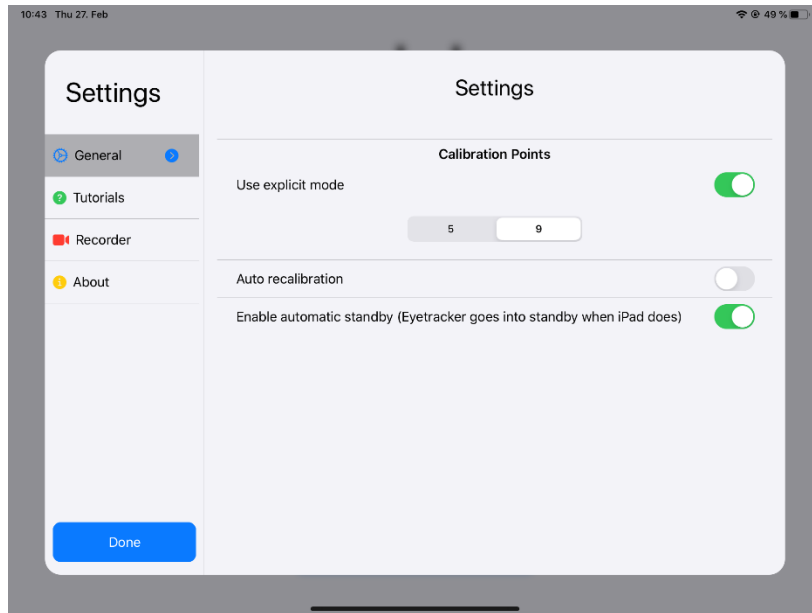 10:43 Thu 27. Feb
49 %
Settings
General
Tutorials
Recorder
About
Done
Settings
Calibration Points
Use explicit mode
5 9
Auto recalibration
Enable automatic standby (Eyetracker goes into standby when iPad does)